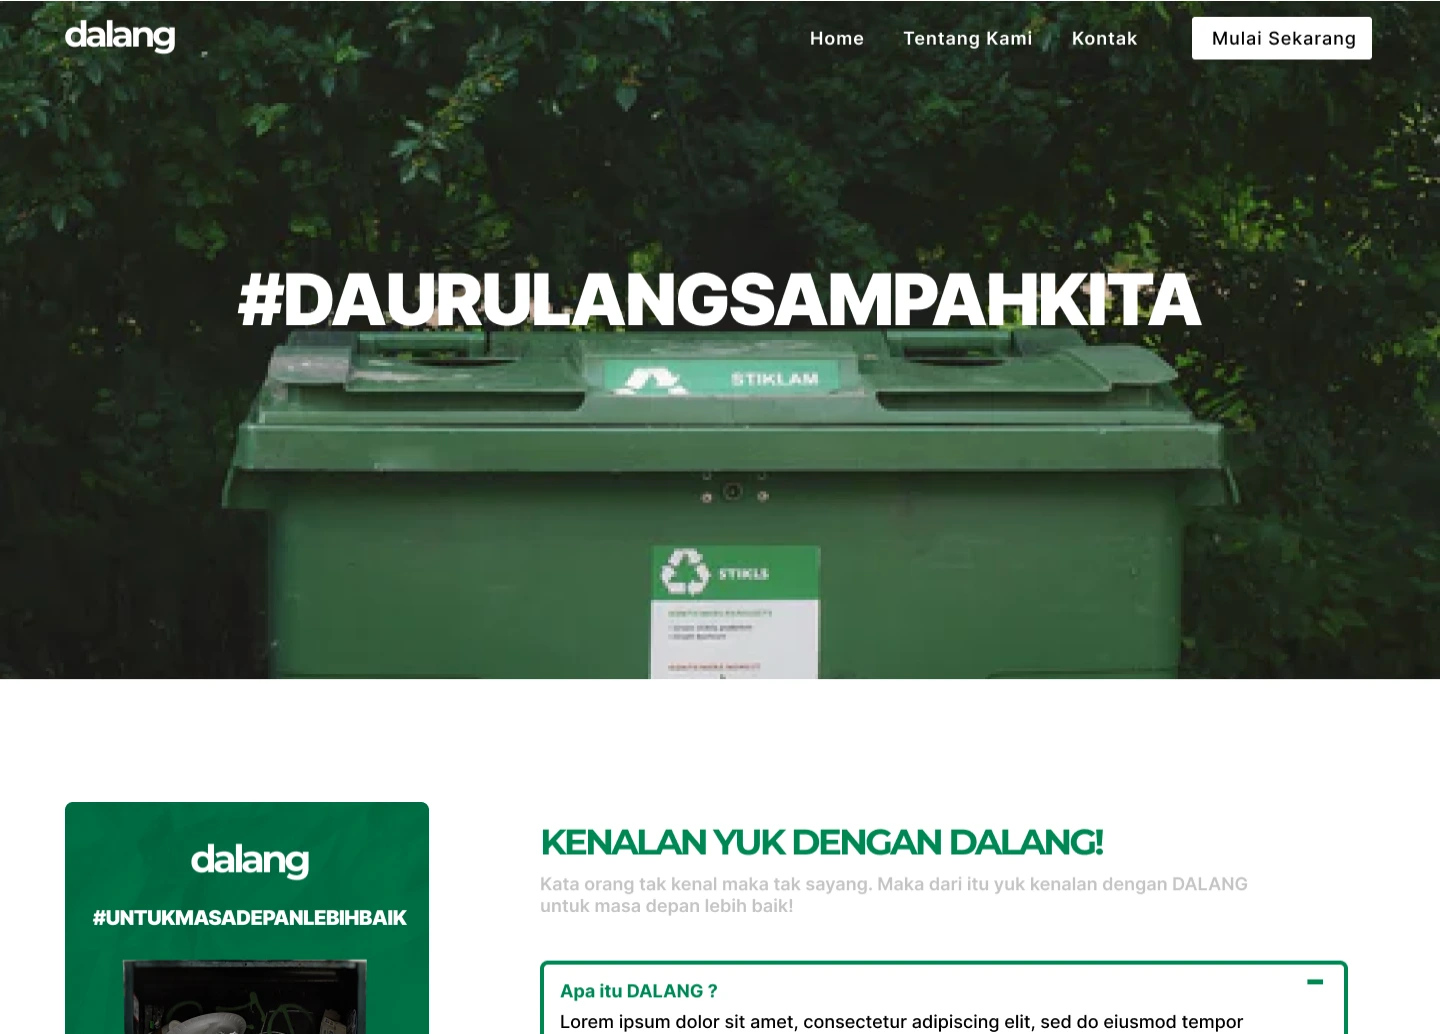 dalang
Home Tentang Kami Kontak Mulai Sekarang
#DAURULANGSAMPAHKITA
STIKLAM
STIKLS
dalang
#UNTUKMASADEPANLEBIHBAIK
KENALAN YUK DENGAN DALANG!
Kata orang tak kenal maka tak sayang. Maka dari itu yuk kenalan dengan DALANG
untuk masa depan lebih baik!
Apa itu DALANG ?
Lorem ipsum dolor sit amet, consectetur adipiscing elit, sed do eiusmod tempor